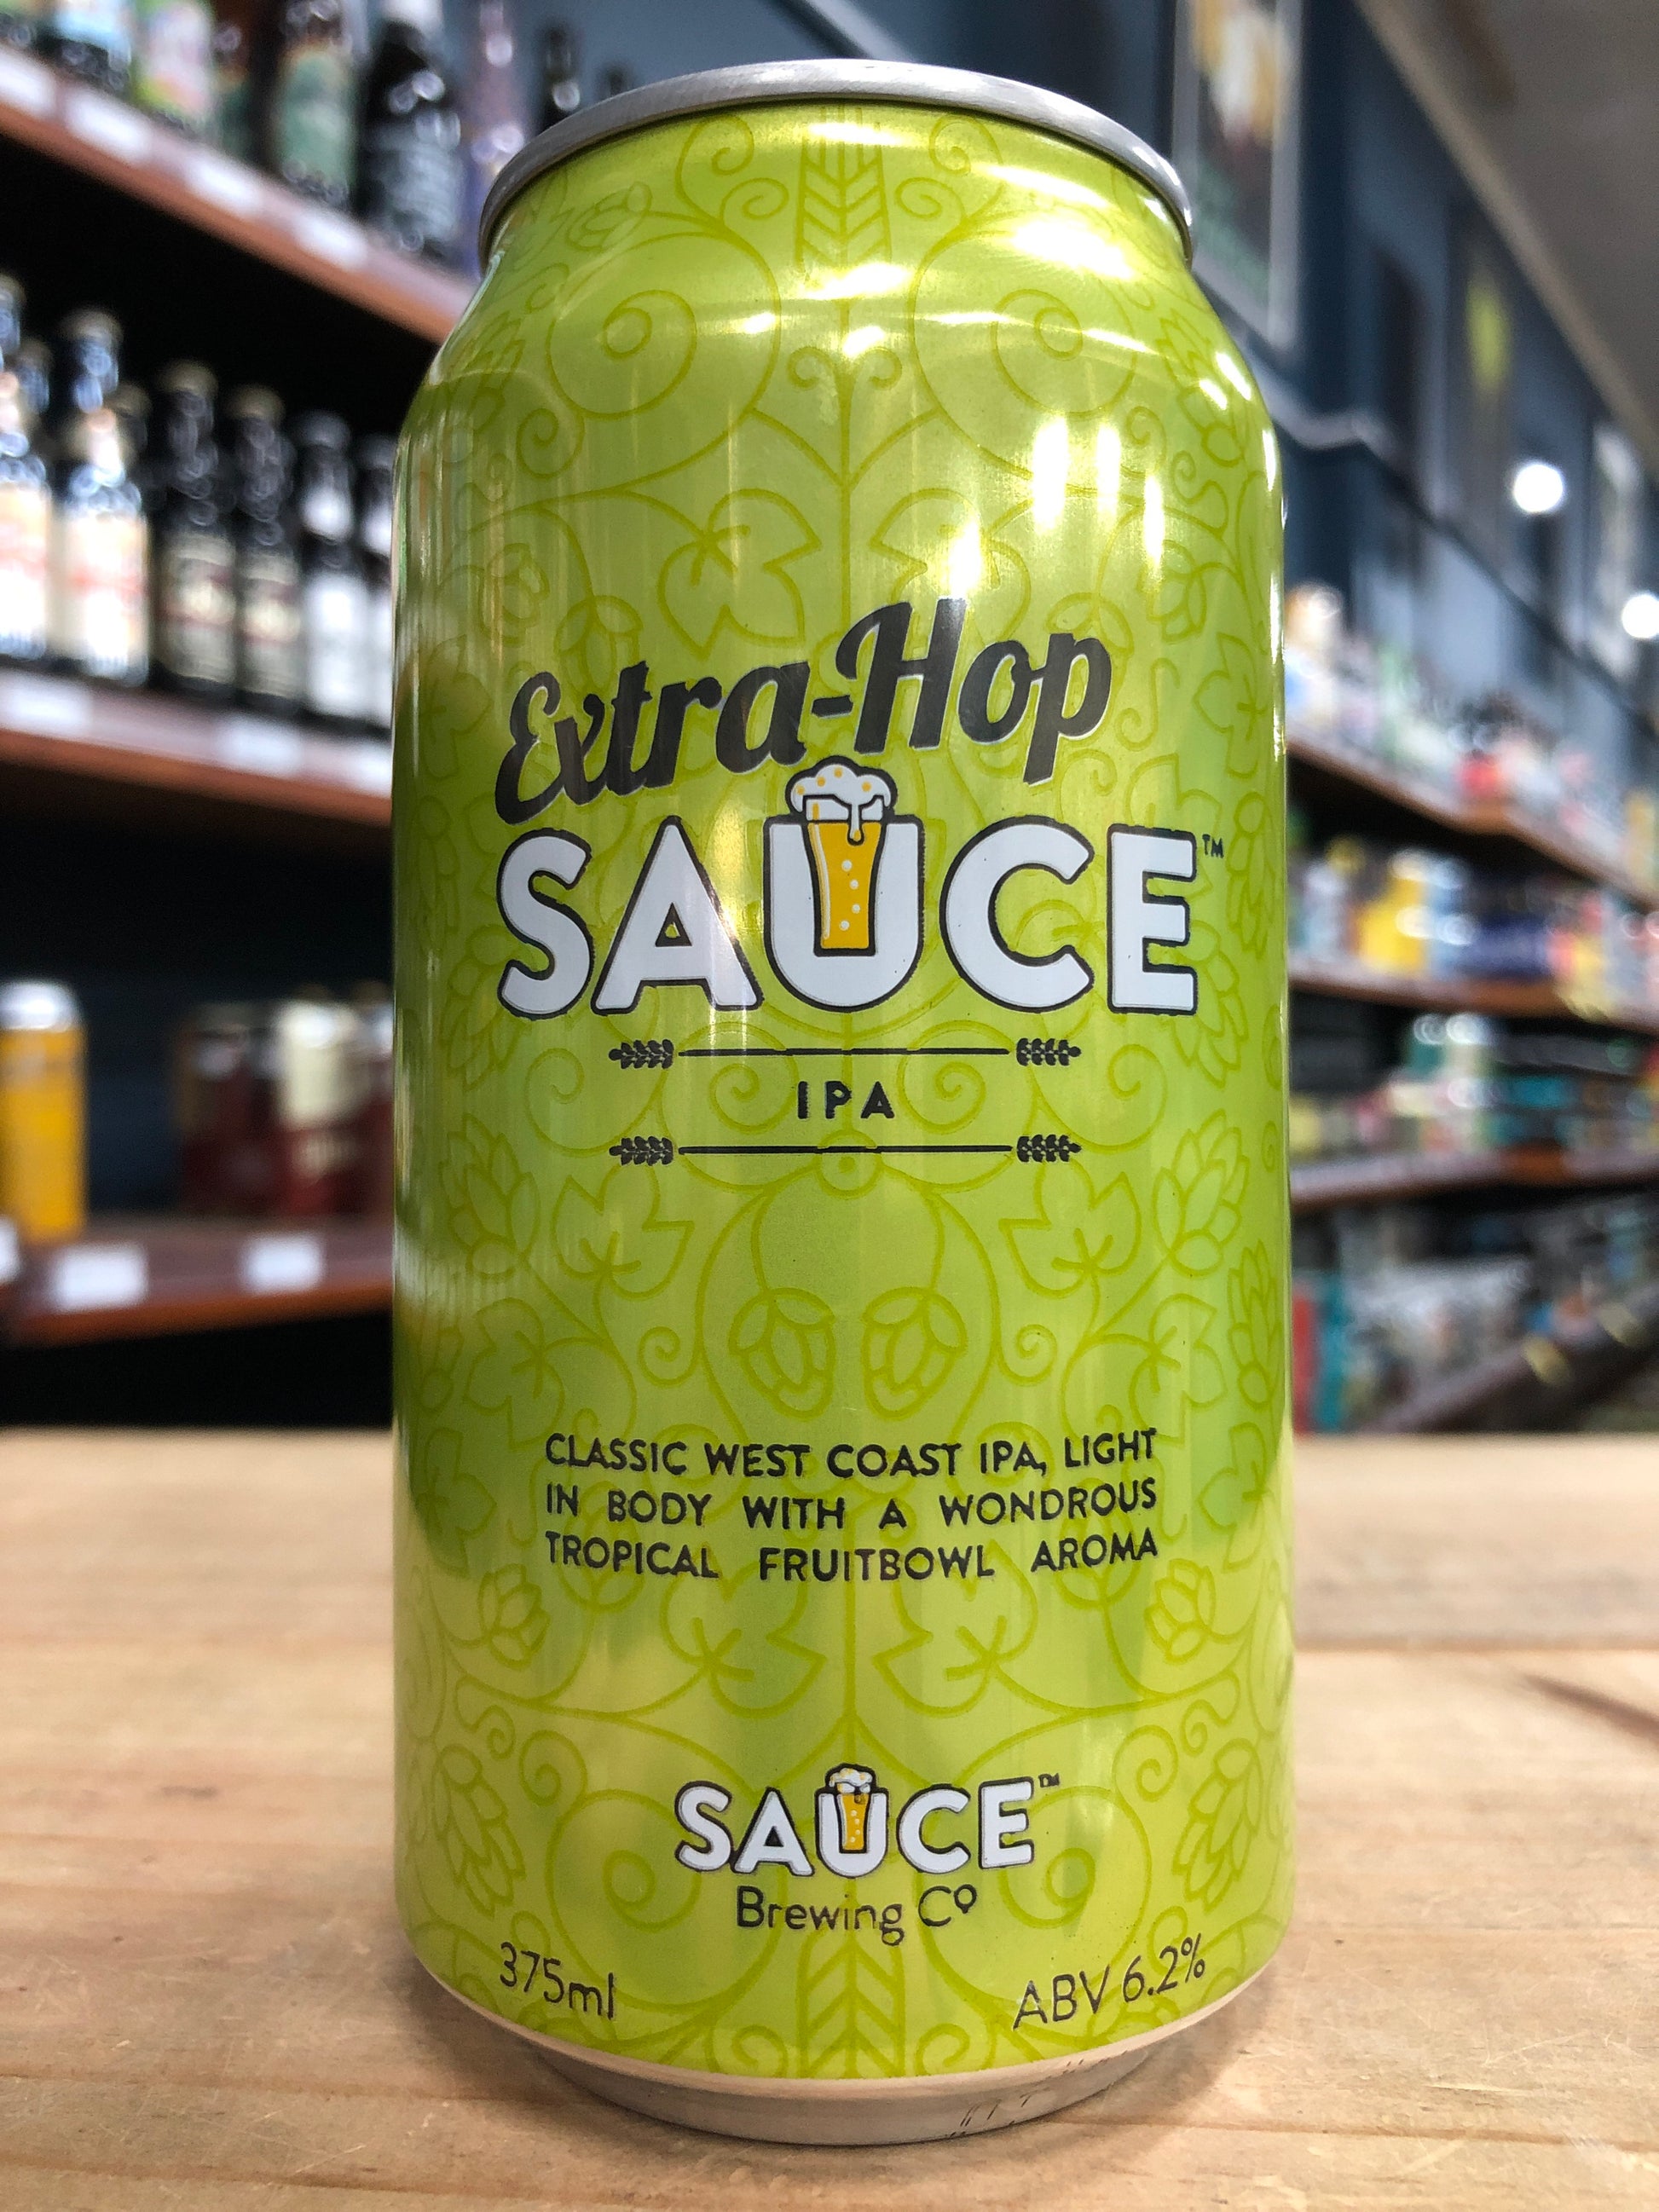 Extra-Hop
SAUCE™
IPA
CLASSIC WEST COAST IPA, LIGHT
IN BODY WITH A WONDROUS
TROPICAL FRUITBOWL AROMA
SAUCE™
Brewing Cº
375ml
ABV 6.2%